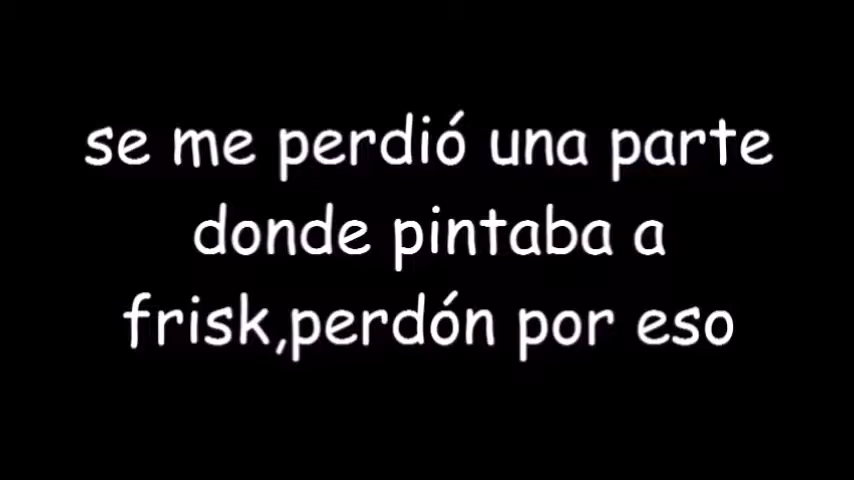 se me perdió una parte
donde pintaba a
frisk,perdón por eso